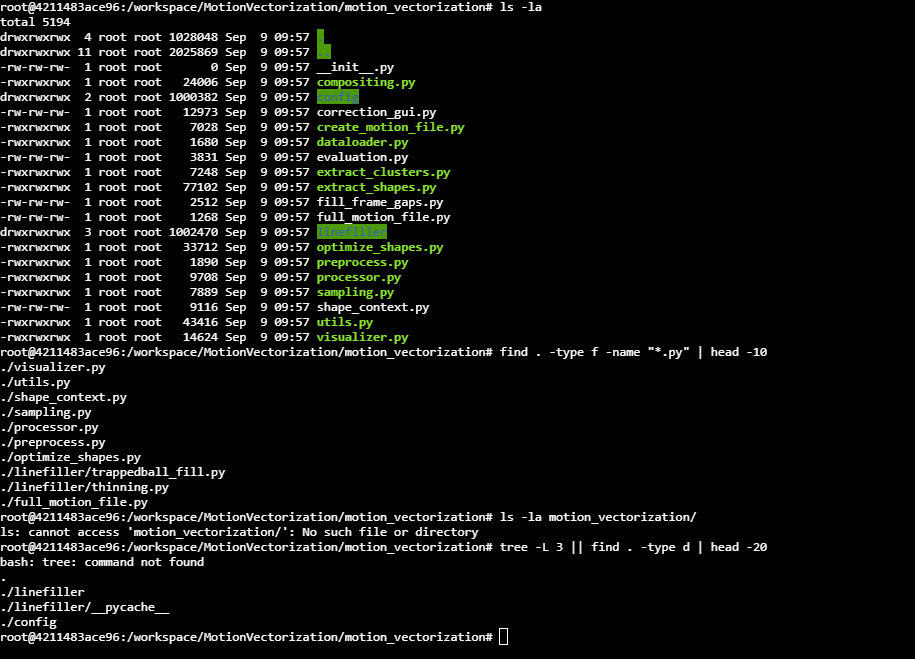 root@4211483ace96:/workspace/MotionVectorization/motion_vectorization# ls -la
total 5194
drwxrwxrwx  4 root root 1028048 Sep  9 09:57 .
drwxrwxrwx 11 root root 2025869 Sep  9 09:57 ..
-rw-rw-rw-  1 root root       0 Sep  9 09:57 __init__.py
-rwxrwxrwx  1 root root   24006 Sep  9 09:57 compositing.py
drwxrwxrwx  2 root root 1000382 Sep  9 09:57 config
-rw-rw-rw-  1 root root   12973 Sep  9 09:57 correction_gui.py
-rwxrwxrwx  1 root root    7028 Sep  9 09:57 create_motion_file.py
-rwxrwxrwx  1 root root    1680 Sep  9 09:57 dataloader.py
-rw-rw-rw-  1 root root    3831 Sep  9 09:57 evaluation.py
-rwxrwxrwx  1 root root    7248 Sep  9 09:57 extract_clusters.py
-rwxrwxrwx  1 root root   77102 Sep  9 09:57 extract_shapes.py
-rw-rw-rw-  1 root root    2512 Sep  9 09:57 fill_frame_gaps.py
-rw-rw-rw-  1 root root    1268 Sep  9 09:57 full_motion_file.py
drwxrwxrwx  3 root root 1002470 Sep  9 09:57 linefiller
-rwxrwxrwx  1 root root   33712 Sep  9 09:57 optimize_shapes.py
-rwxrwxrwx  1 root root    1890 Sep  9 09:57 preprocess.py
-rwxrwxrwx  1 root root    9708 Sep  9 09:57 processor.py
-rwxrwxrwx  1 root root    7889 Sep  9 09:57 sampling.py
-rw-rw-rw-  1 root root    9116 Sep  9 09:57 shape_context.py
-rwxrwxrwx  1 root root   43416 Sep  9 09:57 utils.py
-rwxrwxrwx  1 root root   14624 Sep  9 09:57 visualizer.py
root@4211483ace96:/workspace/MotionVectorization/motion_vectorization# find . -type f -name "*.py" | head -10
./visualizer.py
./utils.py
./shape_context.py
./sampling.py
./processor.py
./preprocess.py
./optimize_shapes.py
./linefiller/trappedball_fill.py
./linefiller/thinning.py
./full_motion_file.py
root@4211483ace96:/workspace/MotionVectorization/motion_vectorization# ls -la motion_vectorization/
ls: cannot access 'motion_vectorization/': No such file or directory
root@4211483ace96:/workspace/MotionVectorization/motion_vectorization# tree -L 3 || find . -type d | head -20
bash: tree: command not found
.
./linefiller
./linefiller/__pycache__
./config
root@4211483ace96:/workspace/MotionVectorization/motion_vectorization#